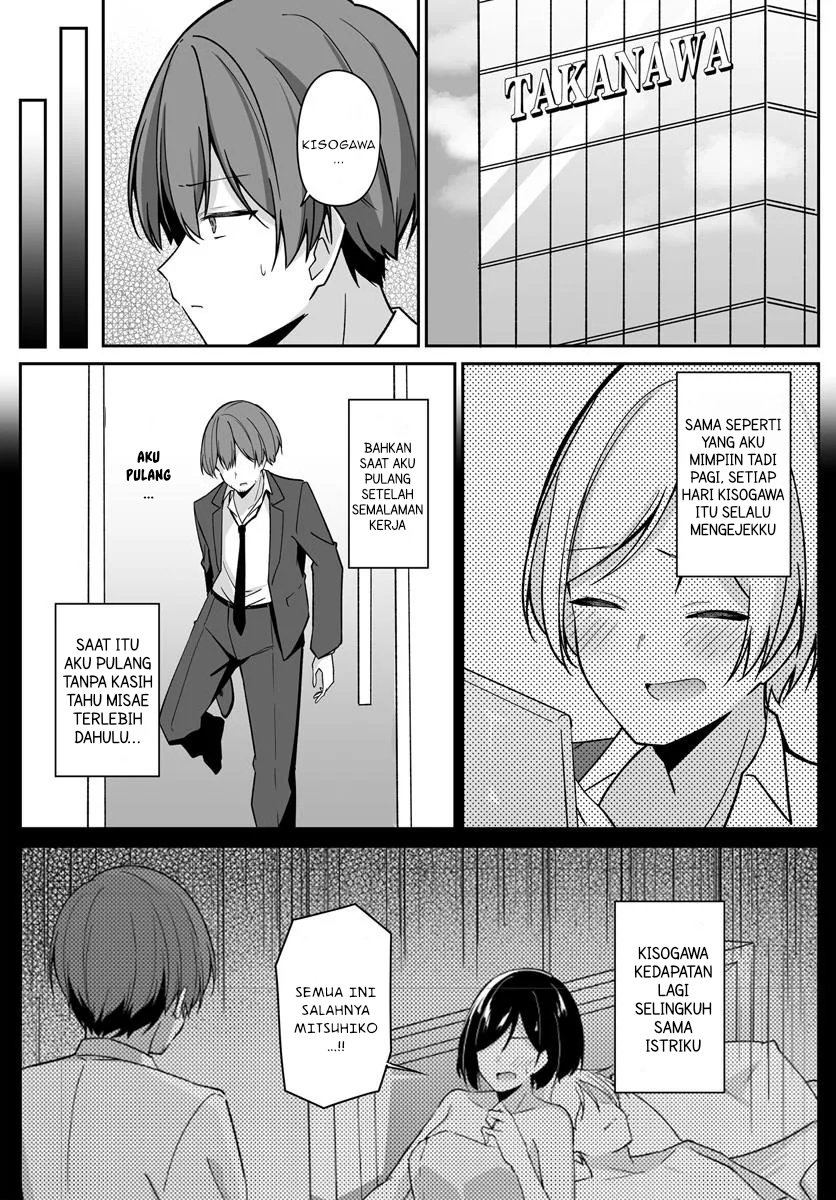 TAKANAWA
KISOGAWA
...
SAMA SEPERTI
YANG AKU
MIMPIIN TADI
PAGI, SETIAP
HARI KISOGAWA
ITU SELALU
MENGEJEKKU
BAHKAN
SAAT AKU
PULANG
SETELAH
SEMALAMAN
KERJA
AKU
PULANG
...
SAAT ITU
AKU PULANG
TANPA KASIH
TAHU MISAE
TERLEBIH
DAHULU...
KISOGAWA
KEDAPATAN
LAGI
SELINGKUH
SAMA
ISTRIKU
SEMUA INI
SALAHNYA
MITSUHIKO
...!!